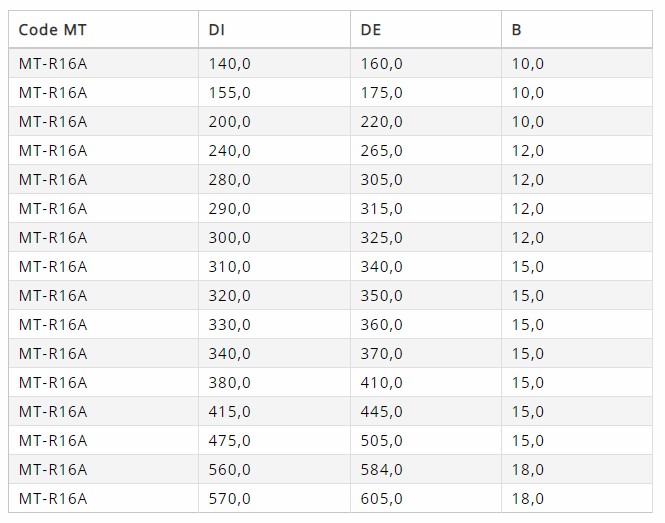 Code MT DI DE B
MT-R16A 140,0 160,0 10,0
MT-R16A 155,0 175,0 10,0
MT-R16A 200,0 220,0 10,0
MT-R16A 240,0 265,0 12,0
MT-R16A 280,0 305,0 12,0
MT-R16A 290,0 315,0 12,0
MT-R16A 300,0 325,0 12,0
MT-R16A 310,0 340,0 15,0
MT-R16A 320,0 350,0 15,0
MT-R16A 330,0 360,0 15,0
MT-R16A 340,0 370,0 15,0
MT-R16A 380,0 410,0 15,0
MT-R16A 415,0 445,0 15,0
MT-R16A 475,0 505,0 15,0
MT-R16A 560,0 584,0 18,0
MT-R16A 570,0 605,0 18,0